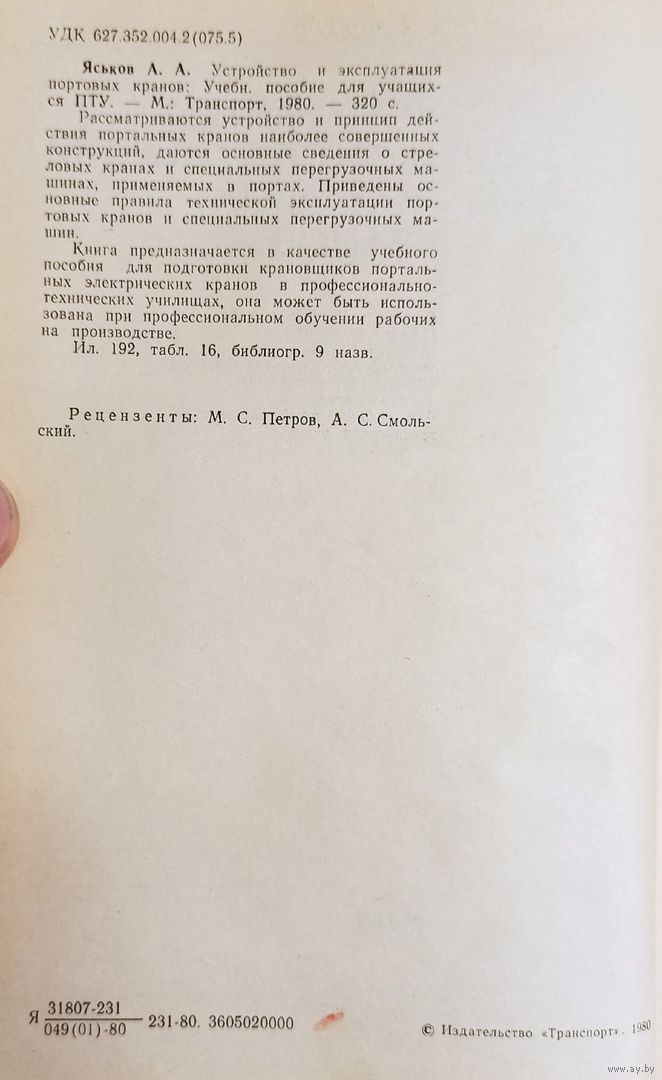 УДК 627.352.004.2(075.5)
Яськов А. А. Устройство и эксплуатация
портовых кранов: Учебн. пособие для учащих-
ся ПТУ. — М.: Транспорт, 1980. — 320 с.
Рассматриваются устройство и принцип дей-
ствия портальных кранов наиболее совершенных
конструкций, даются основные сведения о стре-
ловых кранах и специальных перегрузочных ма-
шинах, применяемых в портах. Приведены ос-
новные правила технической эксплуатации пор-
товых кранов и специальных перегрузочных ма-
шин.
Книга предназначается в качестве учебного
пособия для подготовки крановщиков порталь-
ных электрических кранов в профессионально-
технических училищах, она может быть исполь-
зована при профессиональном обучении рабочих
на производстве.
Ил. 192, табл. 16, библиогр. 9 назв.
Рецензенты: М. С. Петров, А. С. Смоль-
ский.
Я 31807-231
049(01)-80 231-80. 3605020000
© Издательство «Транспорт». 1980
www.ay.by